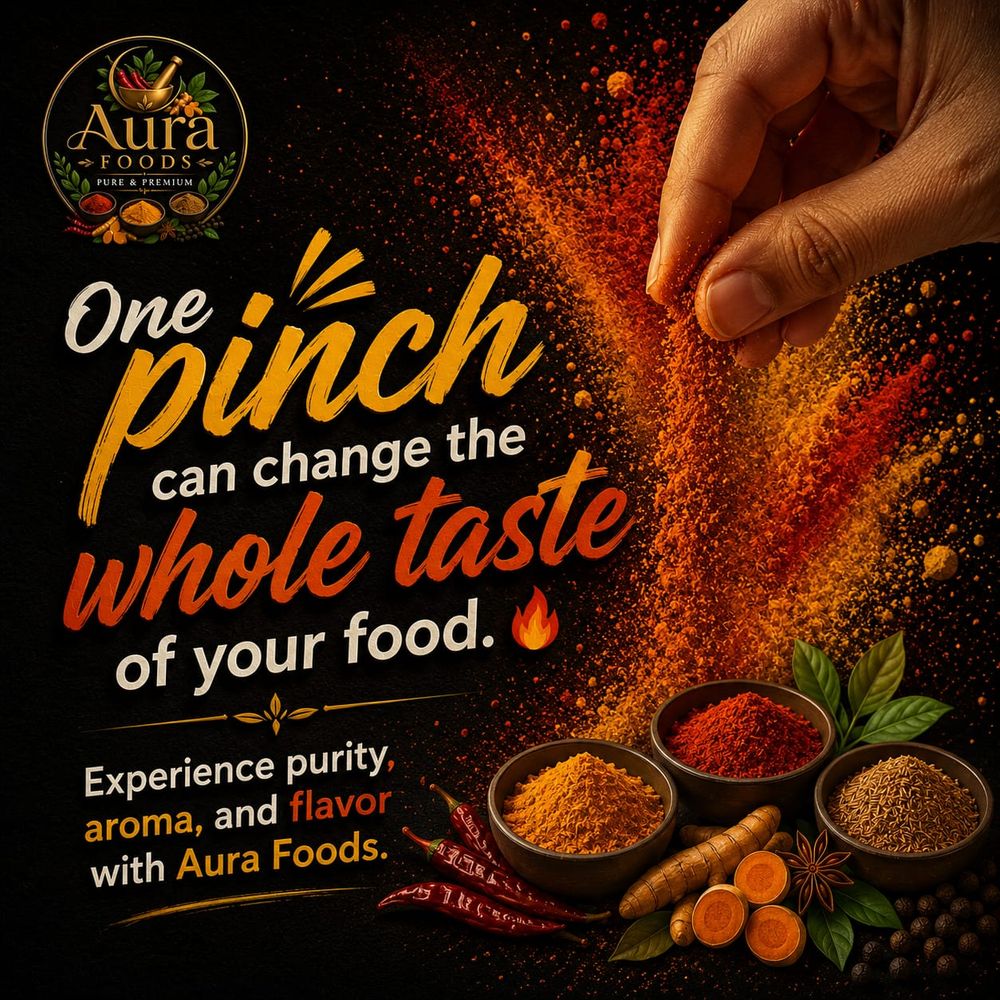 Aura
FOODS
PURE & PREMIUM
One
pinch
can change the
whole taste
of your food. 🔥
Experience purity,
aroma, and flavor
with Aura Foods.